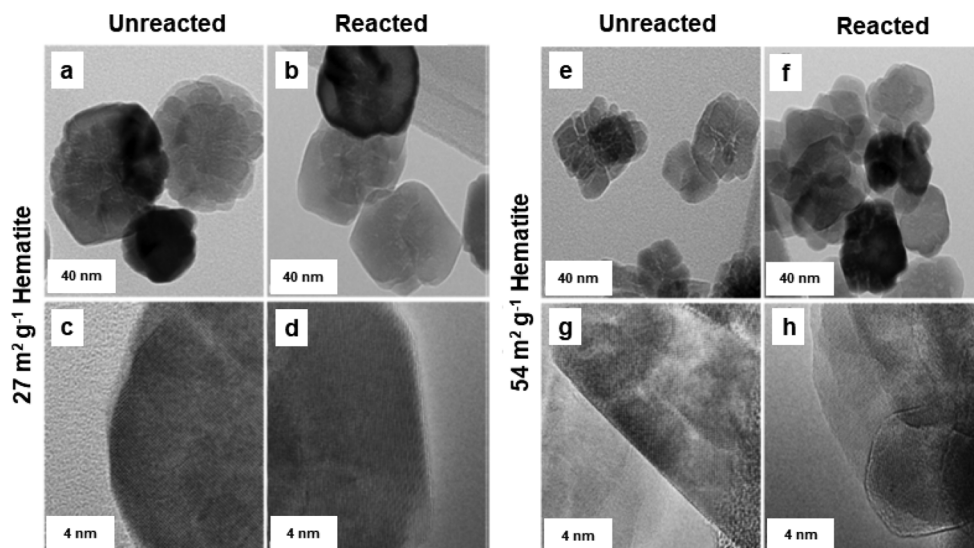 Unreacted Reacted Unreacted Reacted
27 m² g⁻¹ Hematite
a
40 nm
b
40 nm
c
4 nm
d
4 nm
54 m² g⁻¹ Hematite
e
40 nm
f
40 nm
g
4 nm
h
4 nm